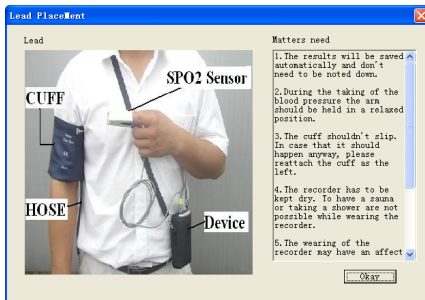 Lead PlaceMent
Lead
Matters need
SPO2 Sensor
CUFF
HOSE
Device
1.The results will be saved
automatically and don't
need to be noted down.
2.During the taking of the
blood pressure the arm
should be held in a relaxed
position.
3.The cuff shouldn't slip.
In case that it should
happen anyway, please
reattach the cuff as the
left.
4.The recorder has to be
kept dry. To have a sauna
or taking a shower are not
possible while wearing the
recorder.
5.The wearing of the
recorder may have an affect
Okay